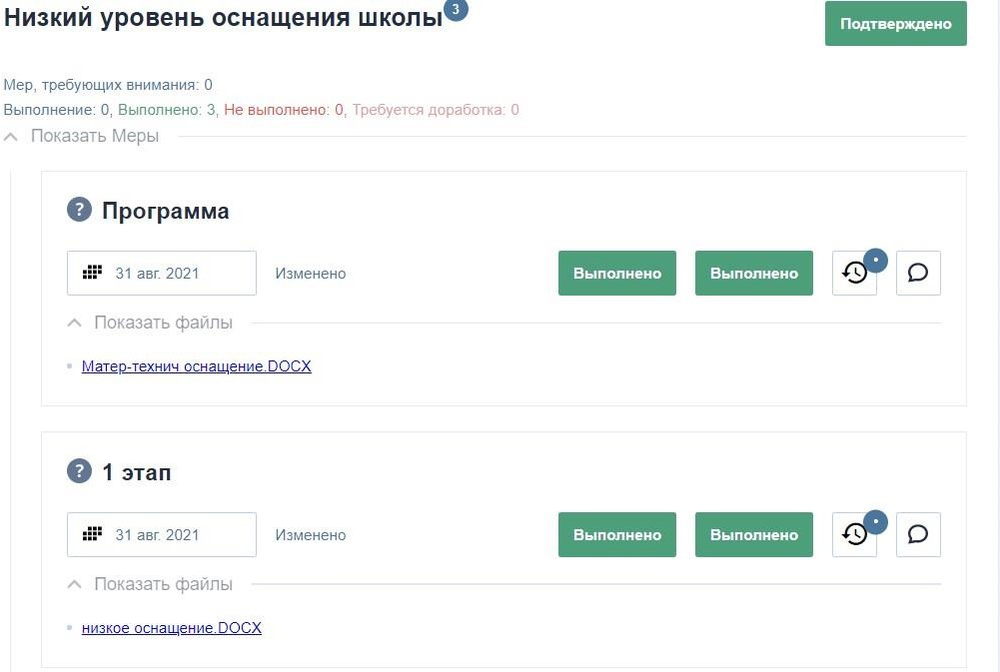 Низкий уровень оснащения школы 3
Подтверждено
Мер, требующих внимания: 0
Выполнение: 0, Выполнено: 3, Не выполнено: 0, Требуется доработка: 0
Показать Меры
? Программа
31 авг. 2021 Изменено Выполнено Выполнено
Показать файлы
Матер-технич оснащение.DOCX
? 1 этап
31 авг. 2021 Изменено Выполнено Выполнено
Показать файлы
низкое оснащение.DOCX